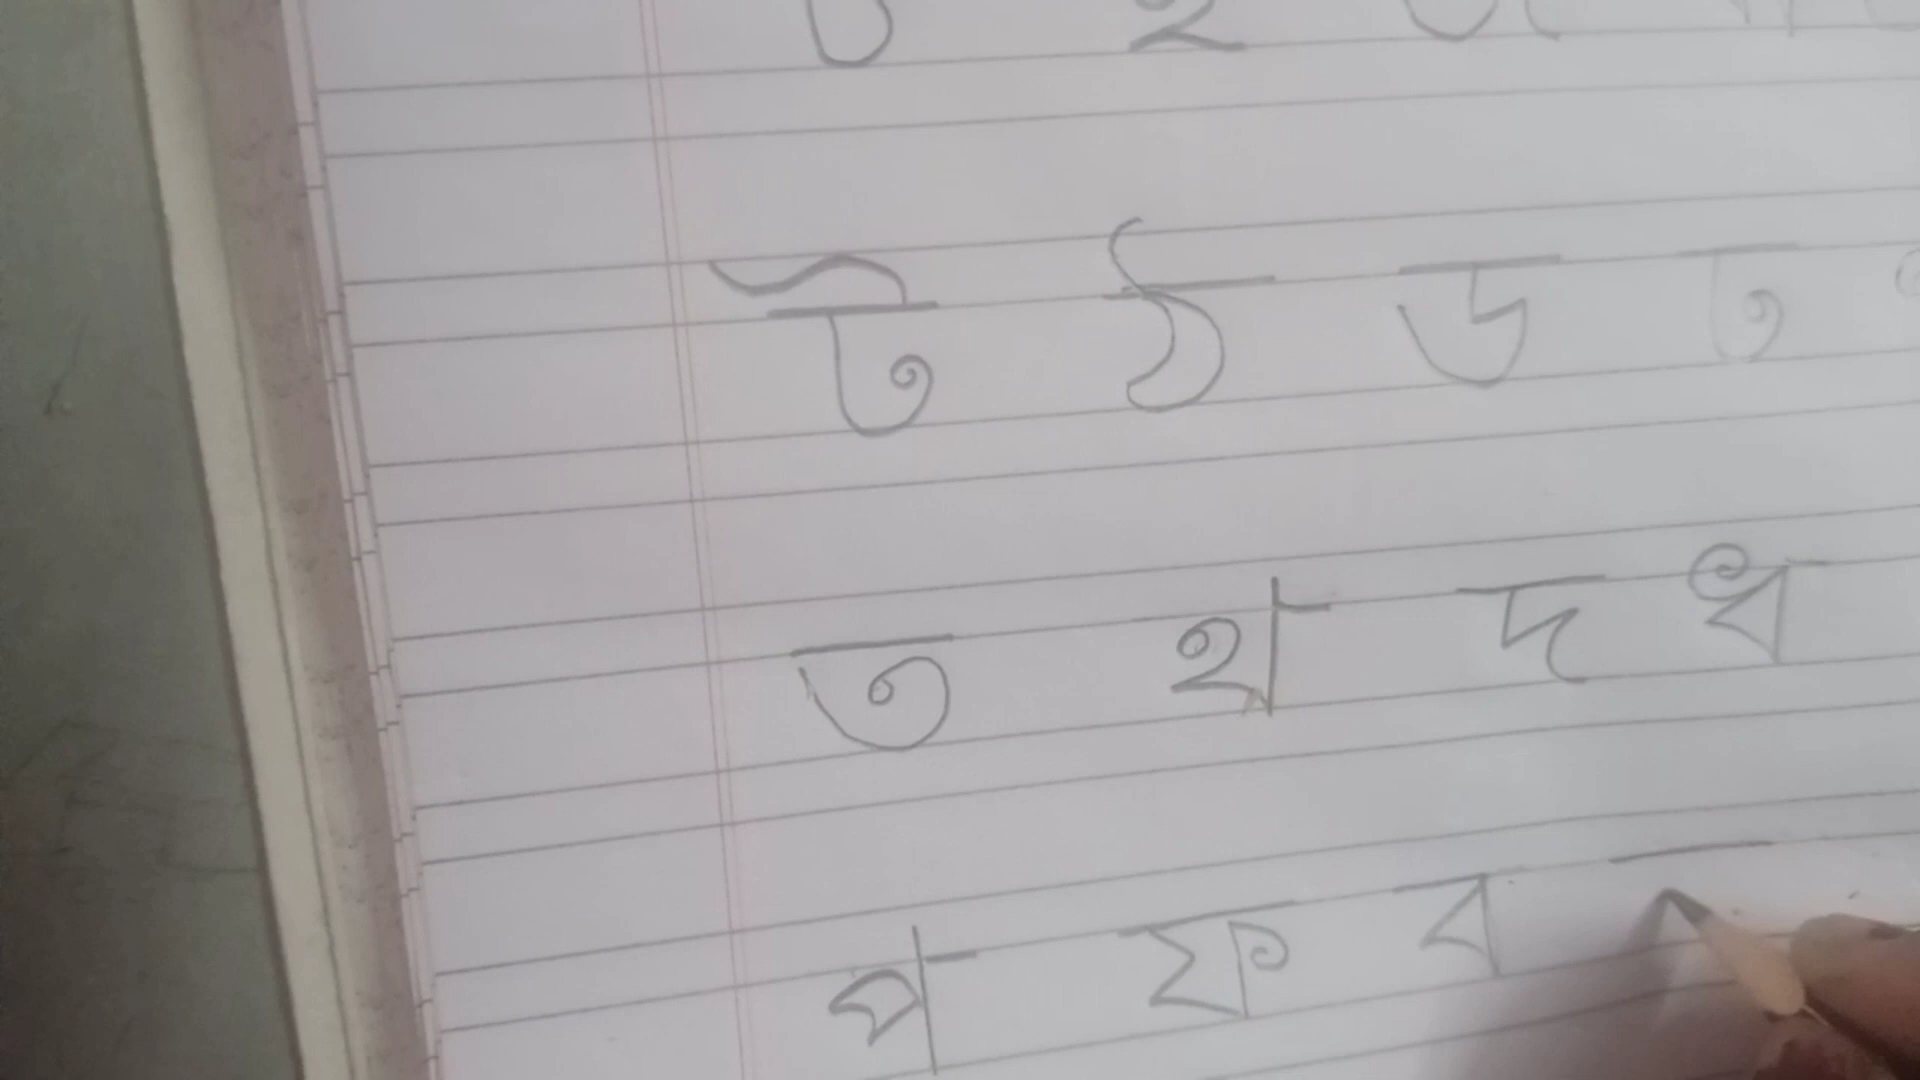 ট ঠ ড ঢ
ত থ দ ধ
প ফ ব